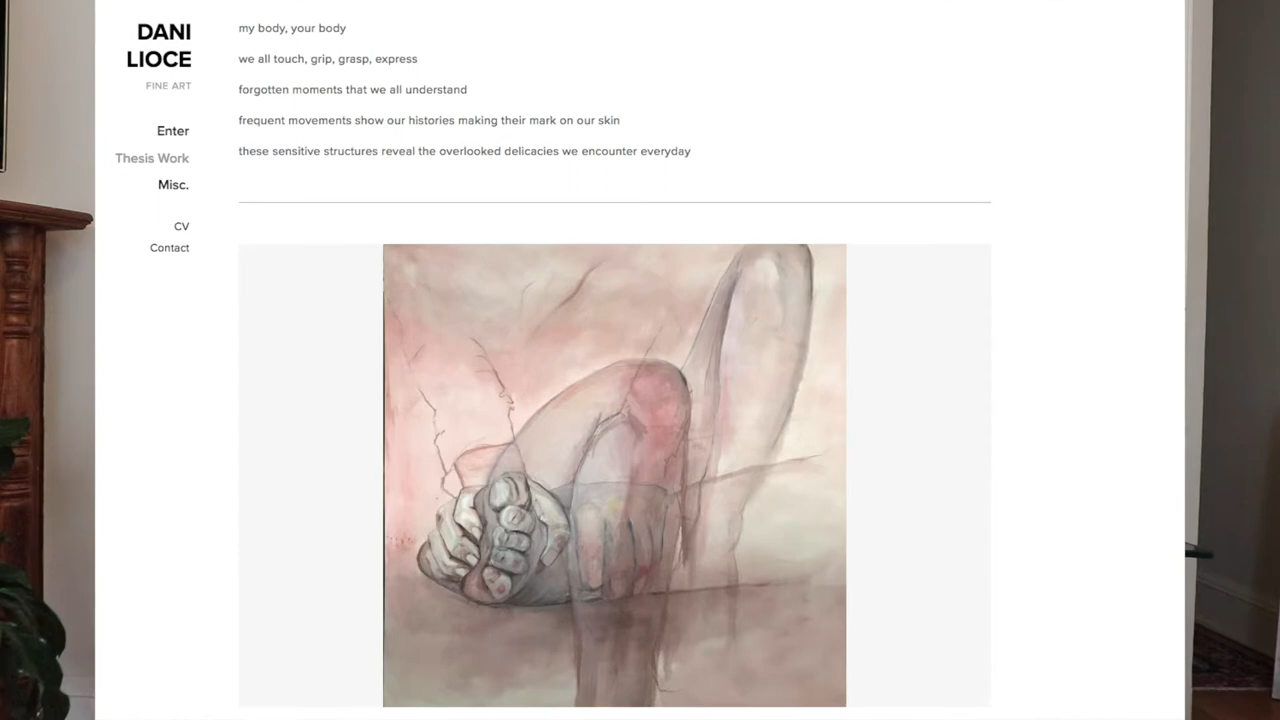 DANI
LIOCE
FINE ART
Enter
Thesis Work
Misc.
CV
Contact
my body, your body
we all touch, grip, grasp, express
forgotten moments that we all understand
frequent movements show our histories making their mark on our skin
these sensitive structures reveal the overlooked delicacies we encounter everyday